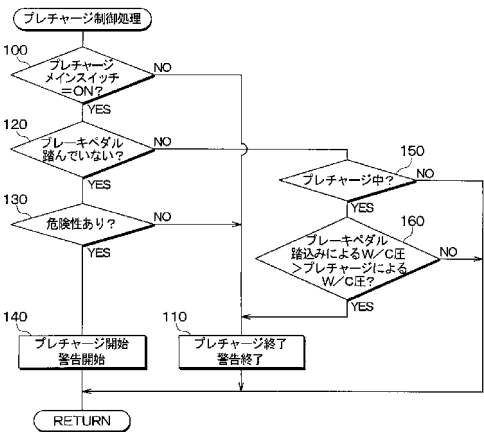 プレチャージ制御処理
100
プレチャージ
メインスイッチ
=ON?
NO
YES
120
ブレーキペダル
踏んでいない?
NO
YES
150
プレチャージ中?
NO
YES
130
危険性あり?
NO
YES
160
ブレーキペダル
踏込みによるW/C圧
>プレチャージによる
W/C圧?
NO
YES
140
プレチャージ開始
警告開始
110
プレチャージ終了
警告終了
RETURN